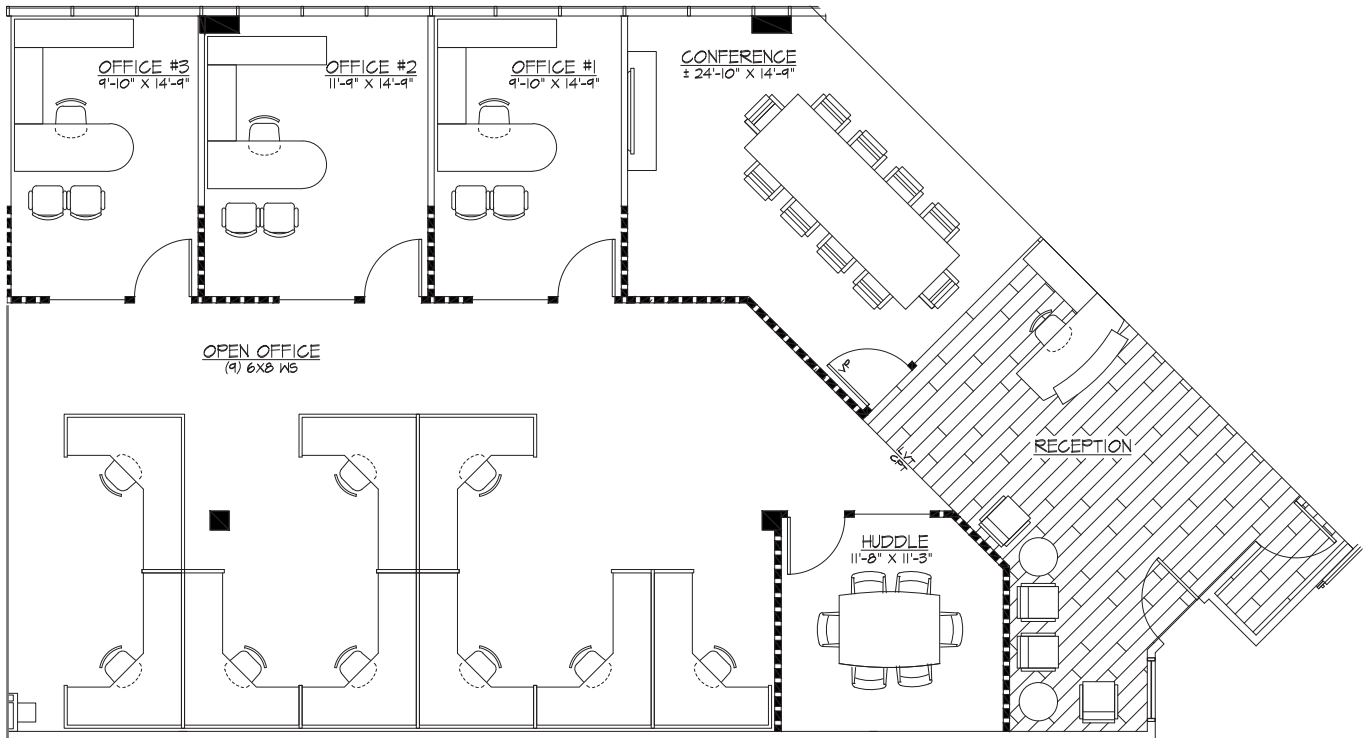 OFFICE #3
9'-10" X 14'-9"
OFFICE #2
11'-9" X 14'-9"
OFFICE #1
9'-10" X 14'-9"
CONFERENCE
± 24'-10" X 14'-9"
OPEN OFFICE
(9) 6X8 WS
VP
RECEPTION
LVT
CPT
HUDDLE
11'-8" X 11'-3"